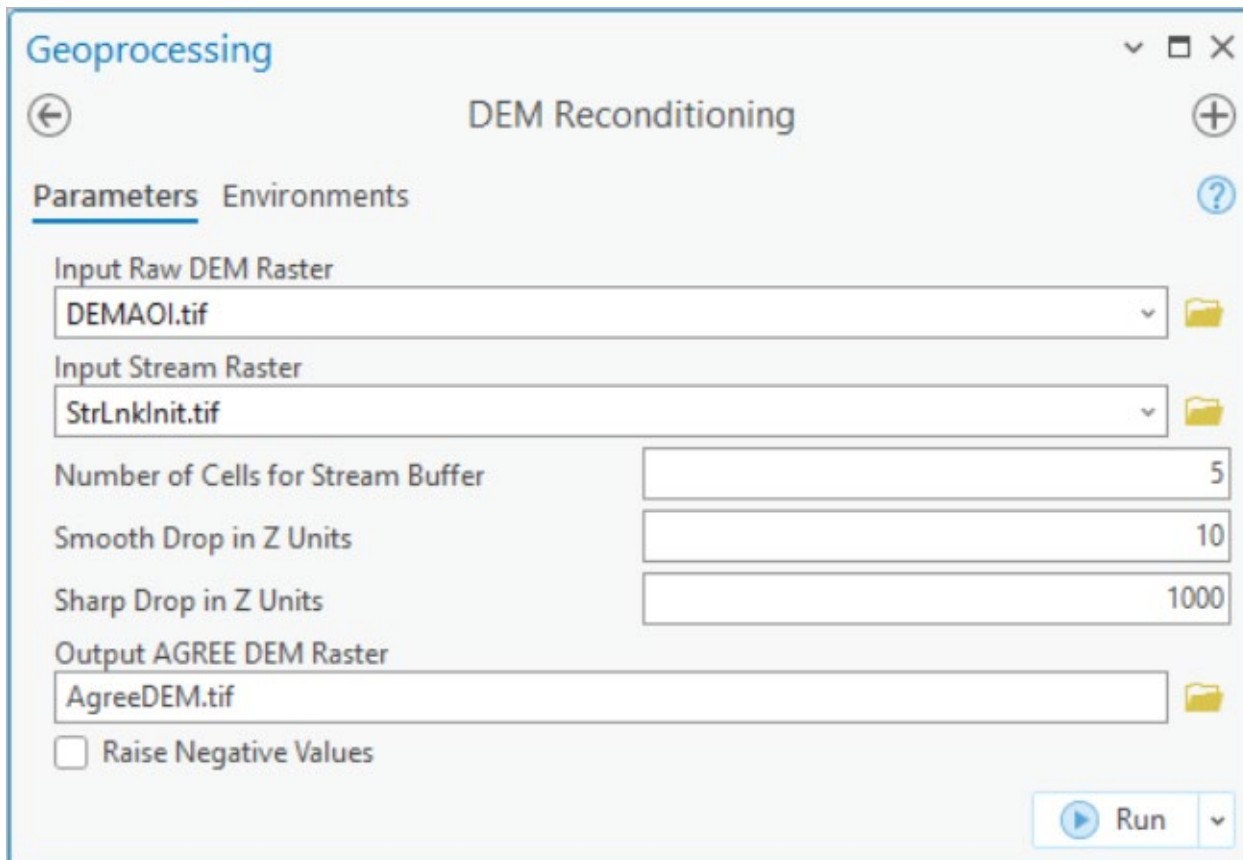 Geoprocessing
DEM Reconditioning
Parameters Environments
Input Raw DEM Raster
DEMAOI.tif
Input Stream Raster
StrLnkInit.tif
Number of Cells for Stream Buffer 5
Smooth Drop in Z Units 10
Sharp Drop in Z Units 1000
Output AGREE DEM Raster
AgreeDEM.tif
Raise Negative Values
Run